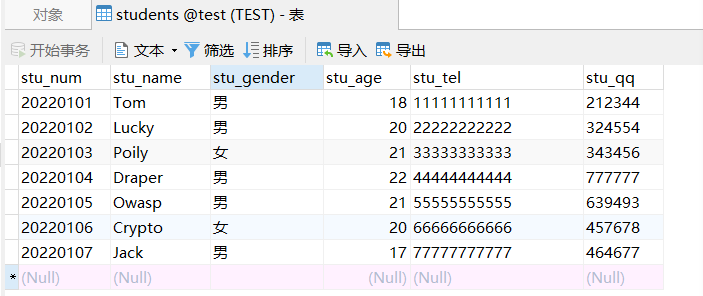 对象 students @test (TEST) - 表
开始事务 文本 筛选 排序 导入 导出
stu_num stu_name stu_gender stu_age stu_tel stu_qq
20220101 Tom 男 18 11111111111 212344
20220102 Lucky 男 20 22222222222 324554
20220103 Poily 女 21 33333333333 343456
20220104 Draper 男 22 44444444444 777777
20220105 Owasp 男 21 55555555555 639493
20220106 Crypto 女 20 66666666666 457678
20220107 Jack 男 17 77777777777 464677
* (Null) (Null) (Null) (Null) (Null)